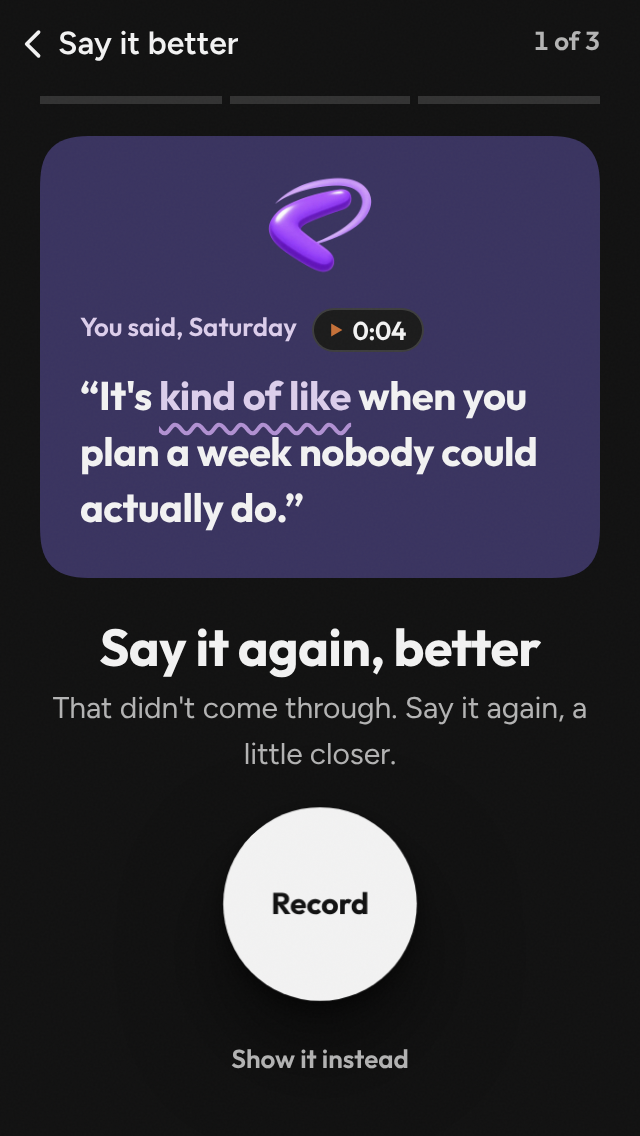 Say it better
1 of 3
You said, Saturday
0:04
“It's kind of like when you
plan a week nobody could
actually do.”
Say it again, better
That didn't come through. Say it again, a
little closer.
Record
Show it instead